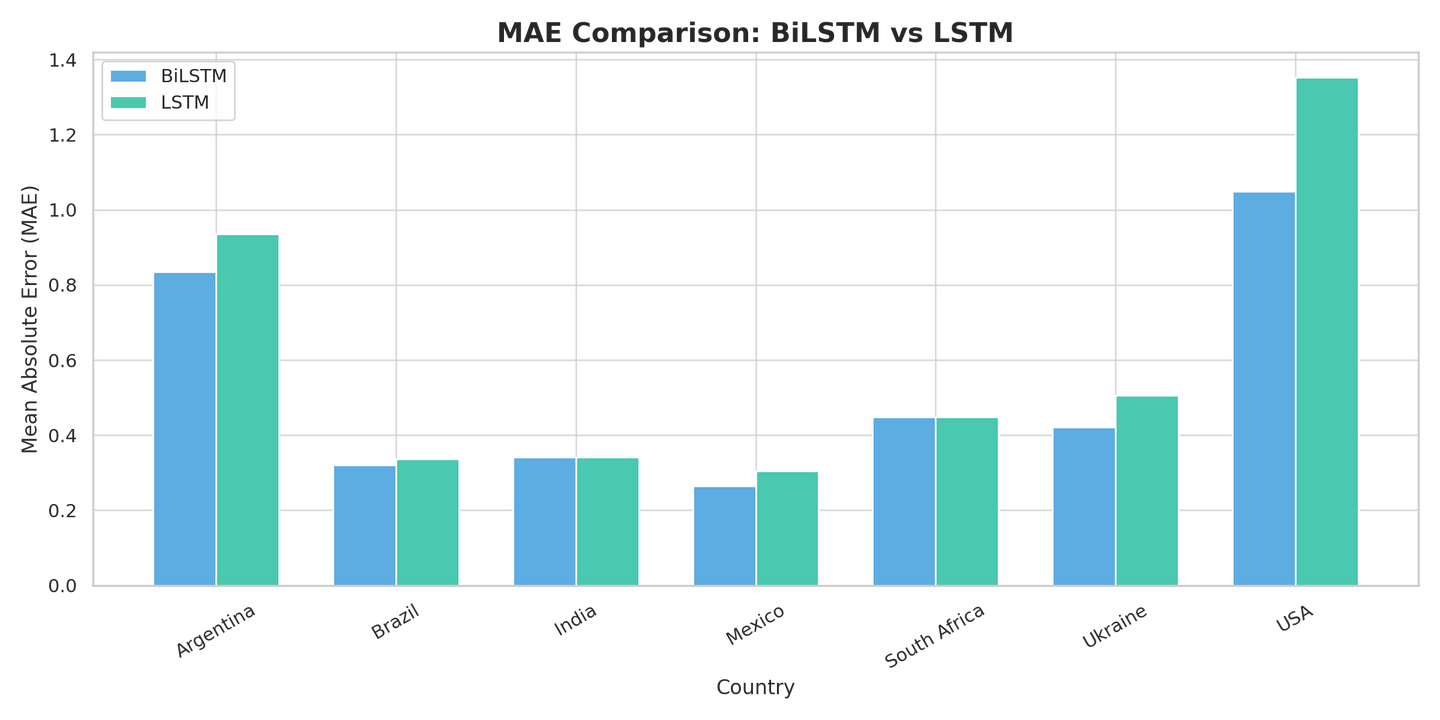 MAE Comparison: BiLSTM vs LSTM
BiLSTM
LSTM
Mean Absolute Error (MAE)
1.4
1.2
1.0
0.8
0.6
0.4
0.2
0.0
Argentina
Brazil
India
Mexico
South Africa
Ukraine
USA
Country